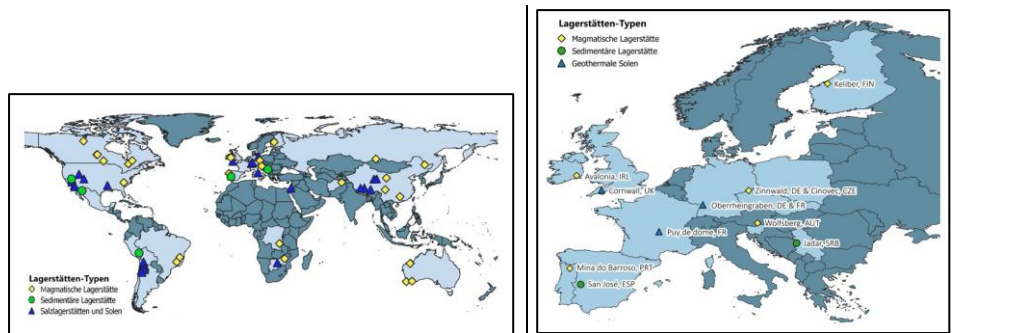 Lagerstätten-Typen
Magmatische Lagerstätte
Sedimentäre Lagerstätte
Salzlagerstätten und Solen
Lagerstätten-Typen
Magmatische Lagerstätte
Sedimentäre Lagerstätte
Geothermale Solen
Keliber, FIN
Avalonia, IRL
Cornwall, UK
Zinnwald, DE & Cinovec, CZE
Oberrheingraben, DE & FR
Wolfsberg, AUT
Puy de dome, FR
Jadar, SRB
Mina do Barroso, PRT
San José, ESP